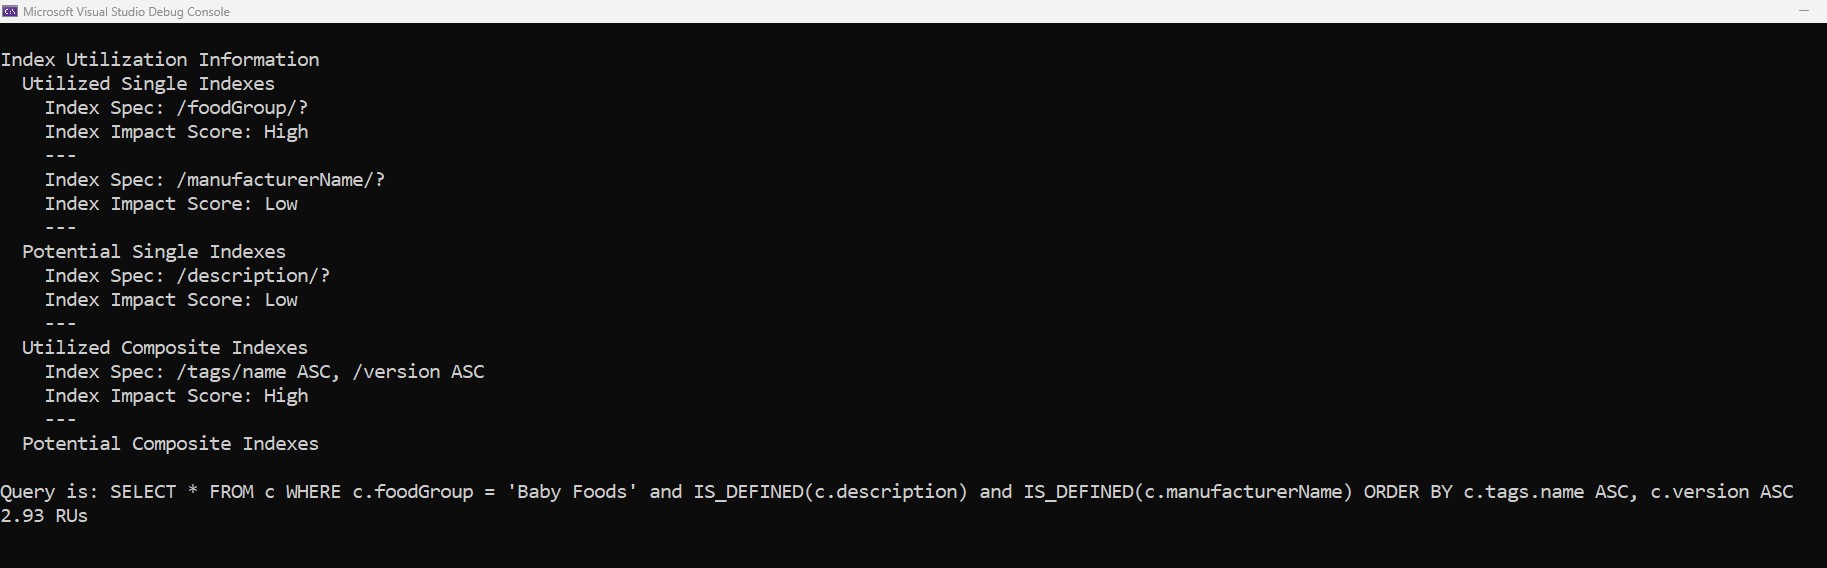 Microsoft Visual Studio Debug Console
Index Utilization Information
Utilized Single Indexes
Index Spec: /foodGroup/?
Index Impact Score: High
---
Index Spec: /manufacturerName/?
Index Impact Score: Low
---
Potential Single Indexes
Index Spec: /description/?
Index Impact Score: Low
---
Utilized Composite Indexes
Index Spec: /tags/name ASC, /version ASC
Index Impact Score: High
---
Potential Composite Indexes
Query is: SELECT * FROM c WHERE c.foodGroup = 'Baby Foods' and IS_DEFINED(c.description) and IS_DEFINED(c.manufacturerName) ORDER BY c.tags.name ASC, c.version ASC
2.93 RUs